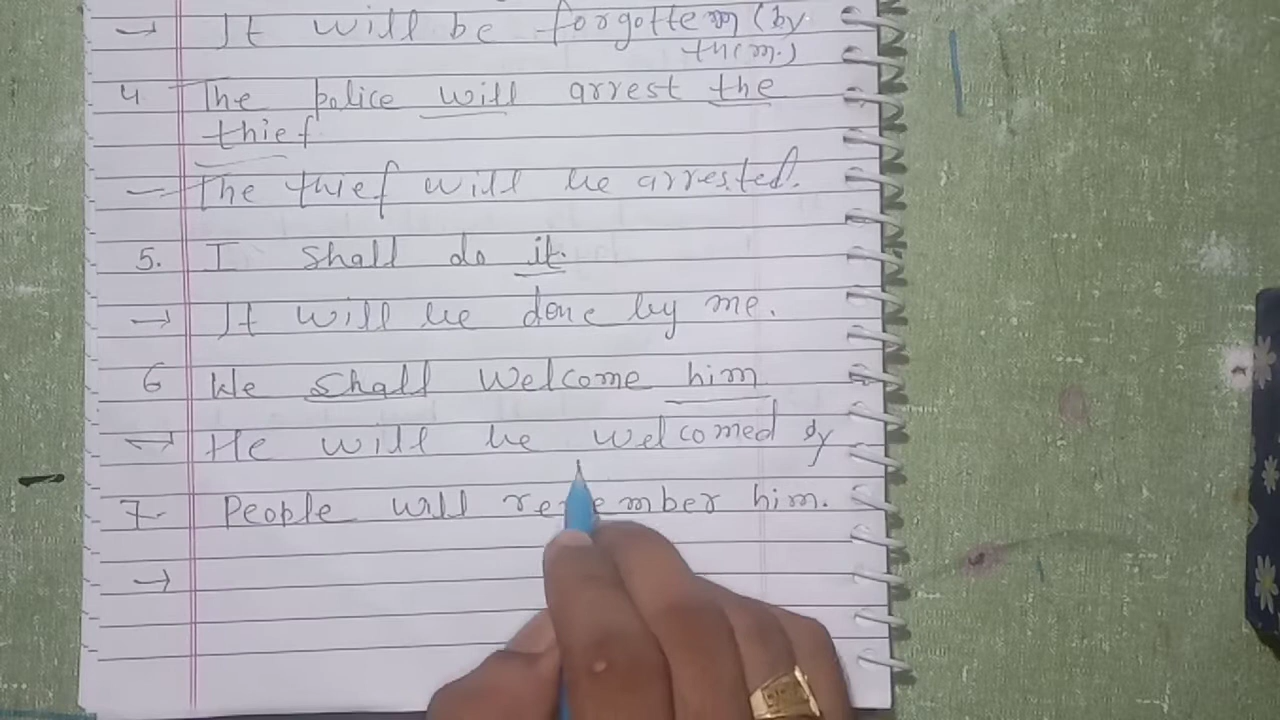 → It will be forgotten (by
them.)
4 The police will arrest the
thief
— The thief will be arrested.
5. I shall do it.
→ It will be done by me.
6 We shall welcome him
→ He will be welcomed by
7- People will remember him.
→